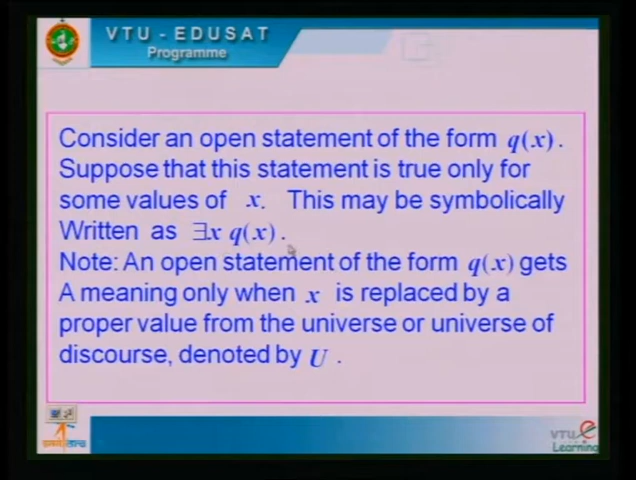 VTU - EDUSAT
Programme
Consider an open statement of the form q(x).
Suppose that this statement is true only for
some values of x. This may be symbolically
Written as ∃x q(x).
Note: An open statement of the form q(x) gets
A meaning only when x is replaced by a
proper value from the universe or universe of
discourse, denoted by U .
VTU e
Learning